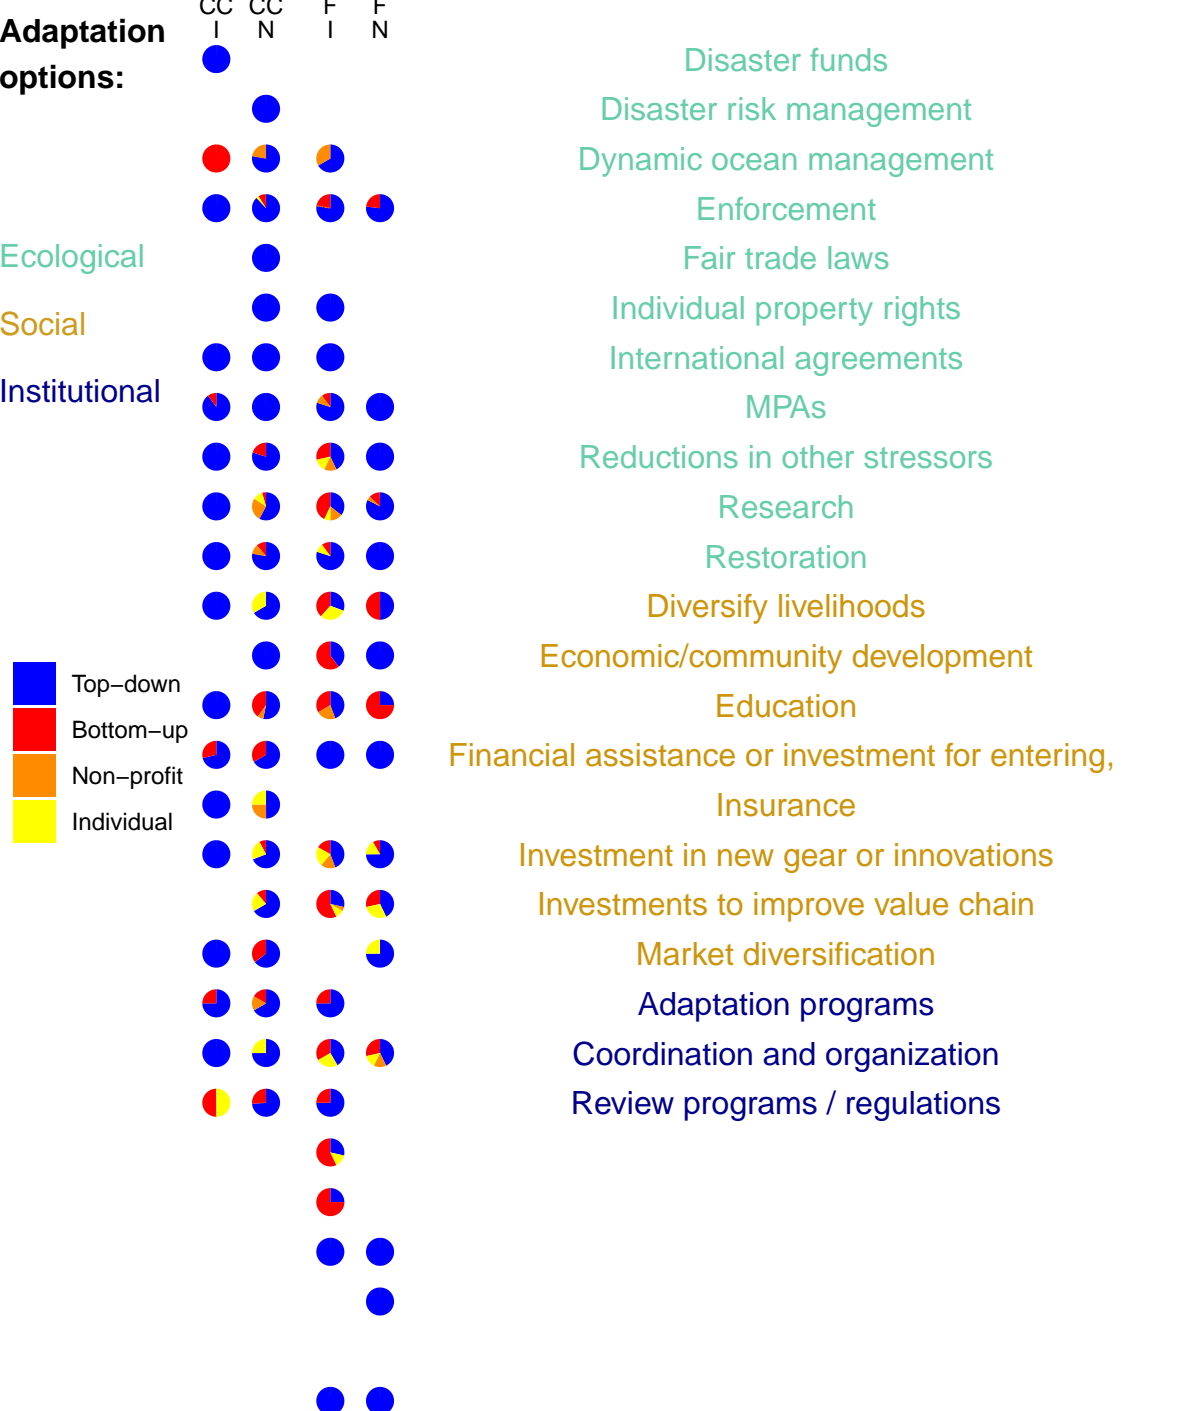 CC CC F F
I N I N
Adaptation
options:
Ecological
Social
Institutional
Top−down
Bottom−up
Non−profit
Individual
Disaster funds
Disaster risk management
Dynamic ocean management
Enforcement
Fair trade laws
Individual property rights
International agreements
MPAs
Reductions in other stressors
Research
Restoration
Diversify livelihoods
Economic/community development
Education
Financial assistance or investment for entering,
Insurance
Investment in new gear or innovations
Investments to improve value chain
Market diversification
Adaptation programs
Coordination and organization
Review programs / regulations